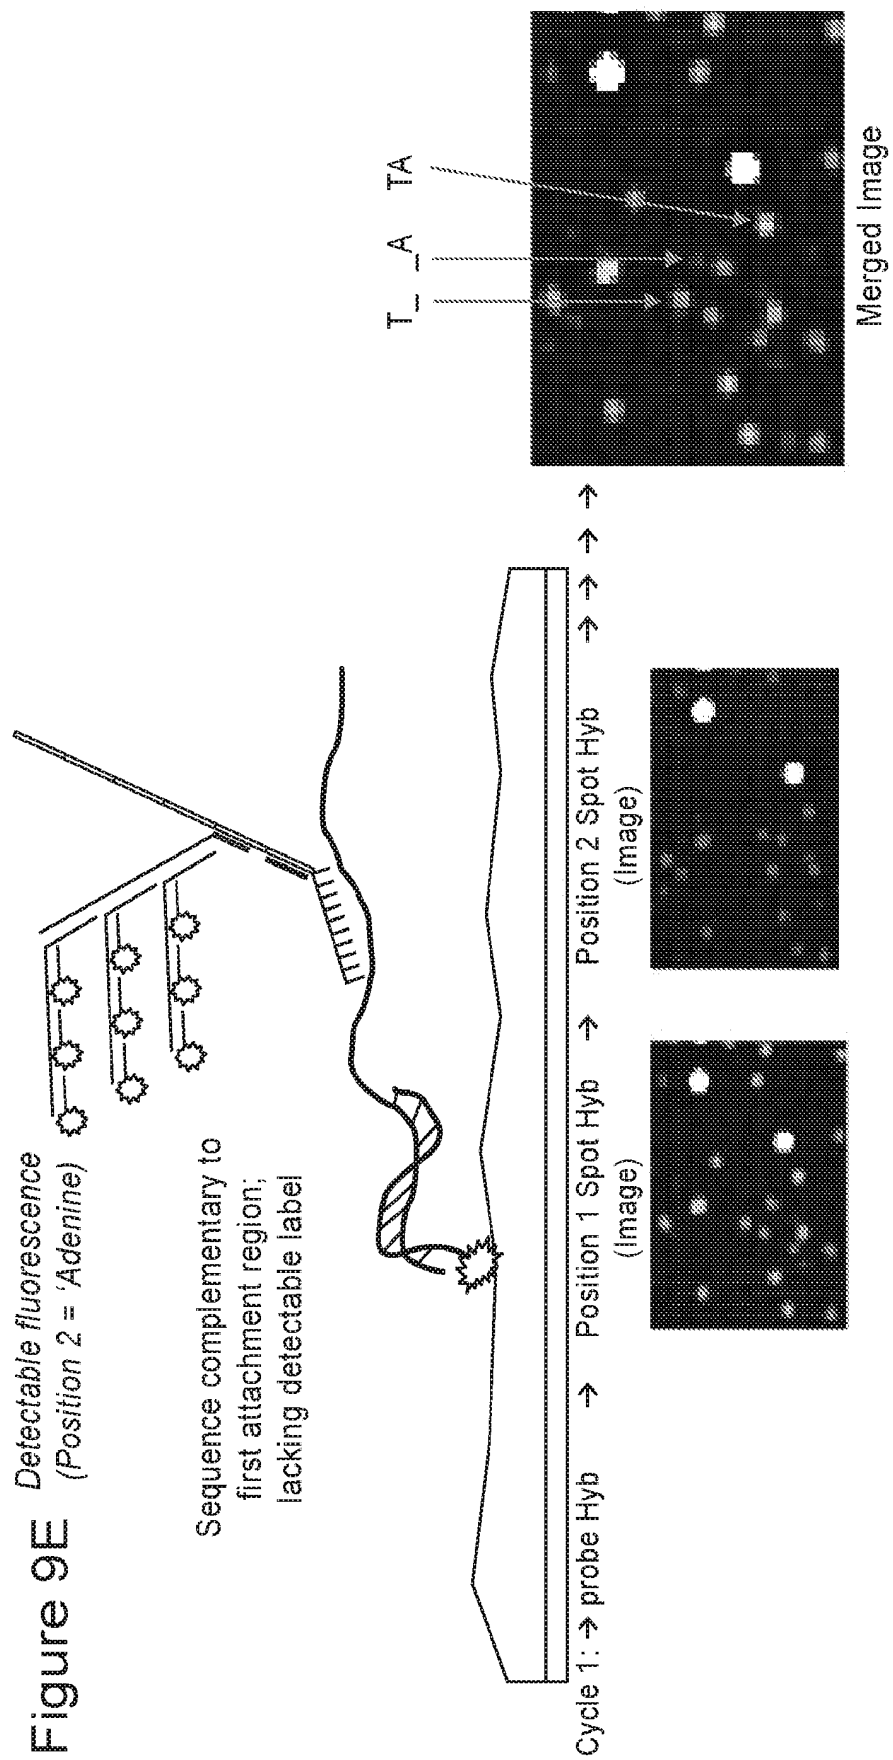 Figure 9E
Detectable fluorescence
(Position 2 = 'Adenine)
Sequence complementary to
first attachment region;
lacking detectable label
T_ _A TA
Cycle 1: → probe Hyb → Position 1 Spot Hyb → Position 2 Spot Hyb → → → →
(Image)
(Image)
Merged Image